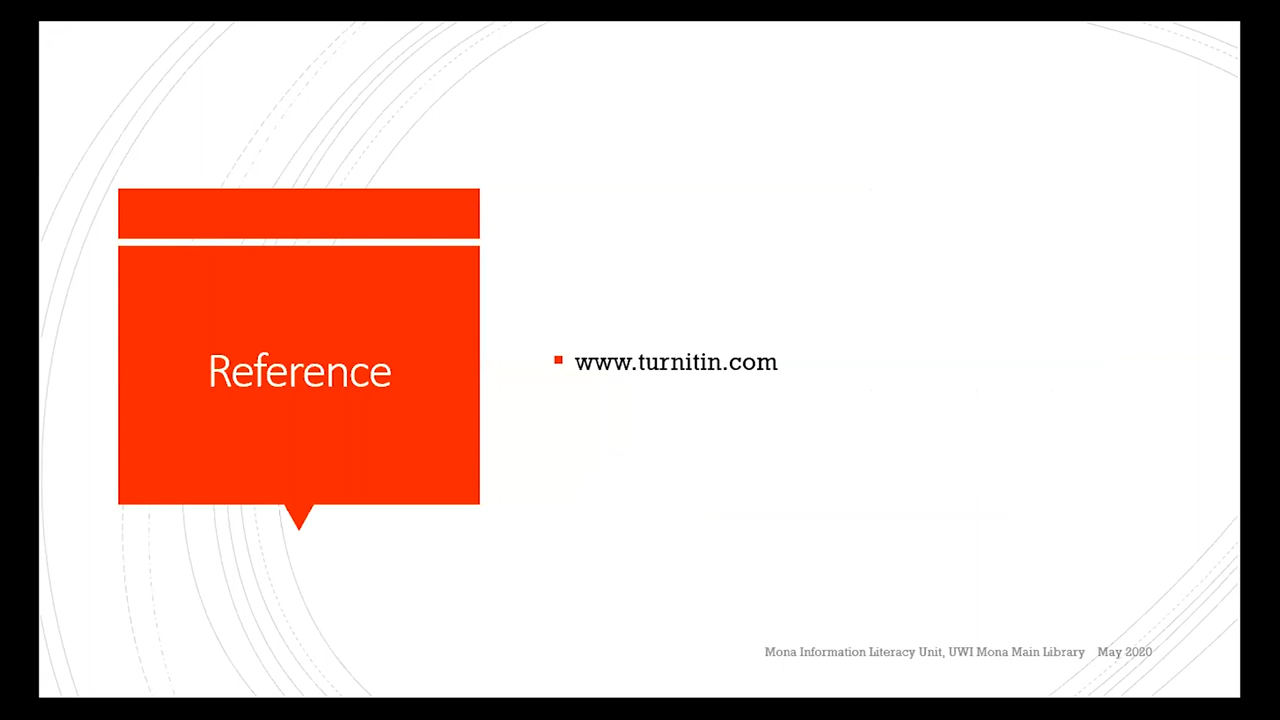 Reference
www.turnitin.com
Mona Information Literacy Unit, UWI Mona Main Library May 2020